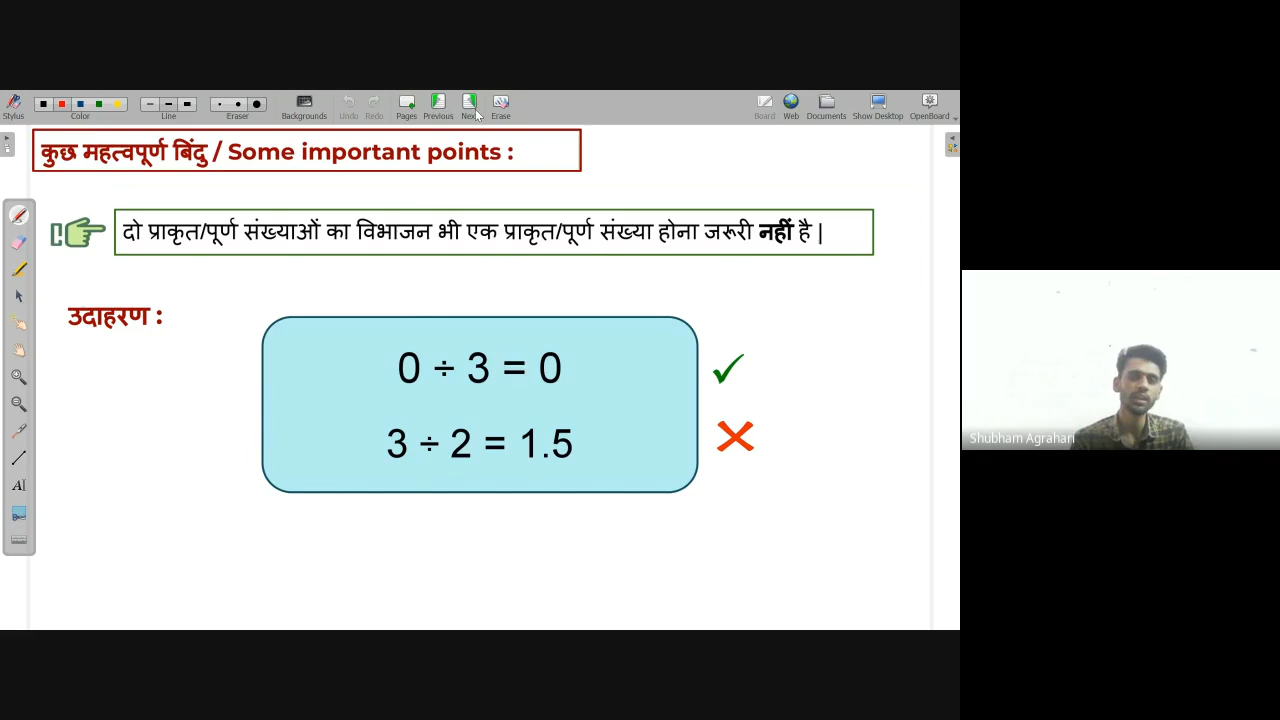 Stylus
Color
Line
Eraser
Backgrounds
Undo
Redo
Pages
Previous
Next
Erase
Board
Web
Documents
Show Desktop
OpenBoard
कुछ महत्वपूर्ण बिंदु / Some important points :
दो प्राकृत/पूर्ण संख्याओं का विभाजन भी एक प्राकृत/पूर्ण संख्या होना जरूरी नहीं है |
उदाहरण :
0 ÷ 3 = 0
3 ÷ 2 = 1.5
Shubham Agrahari